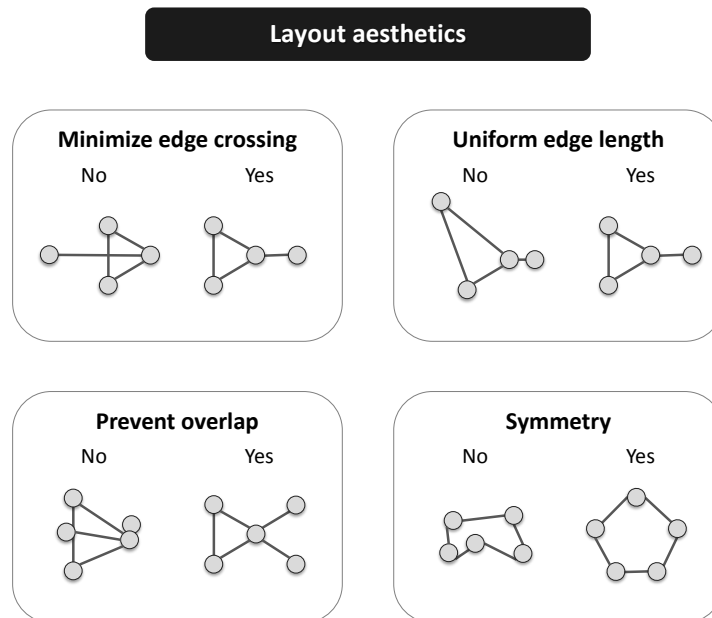 Layout aesthetics
Minimize edge crossing
No Yes
Uniform edge length
No Yes
Prevent overlap
No Yes
Symmetry
No Yes